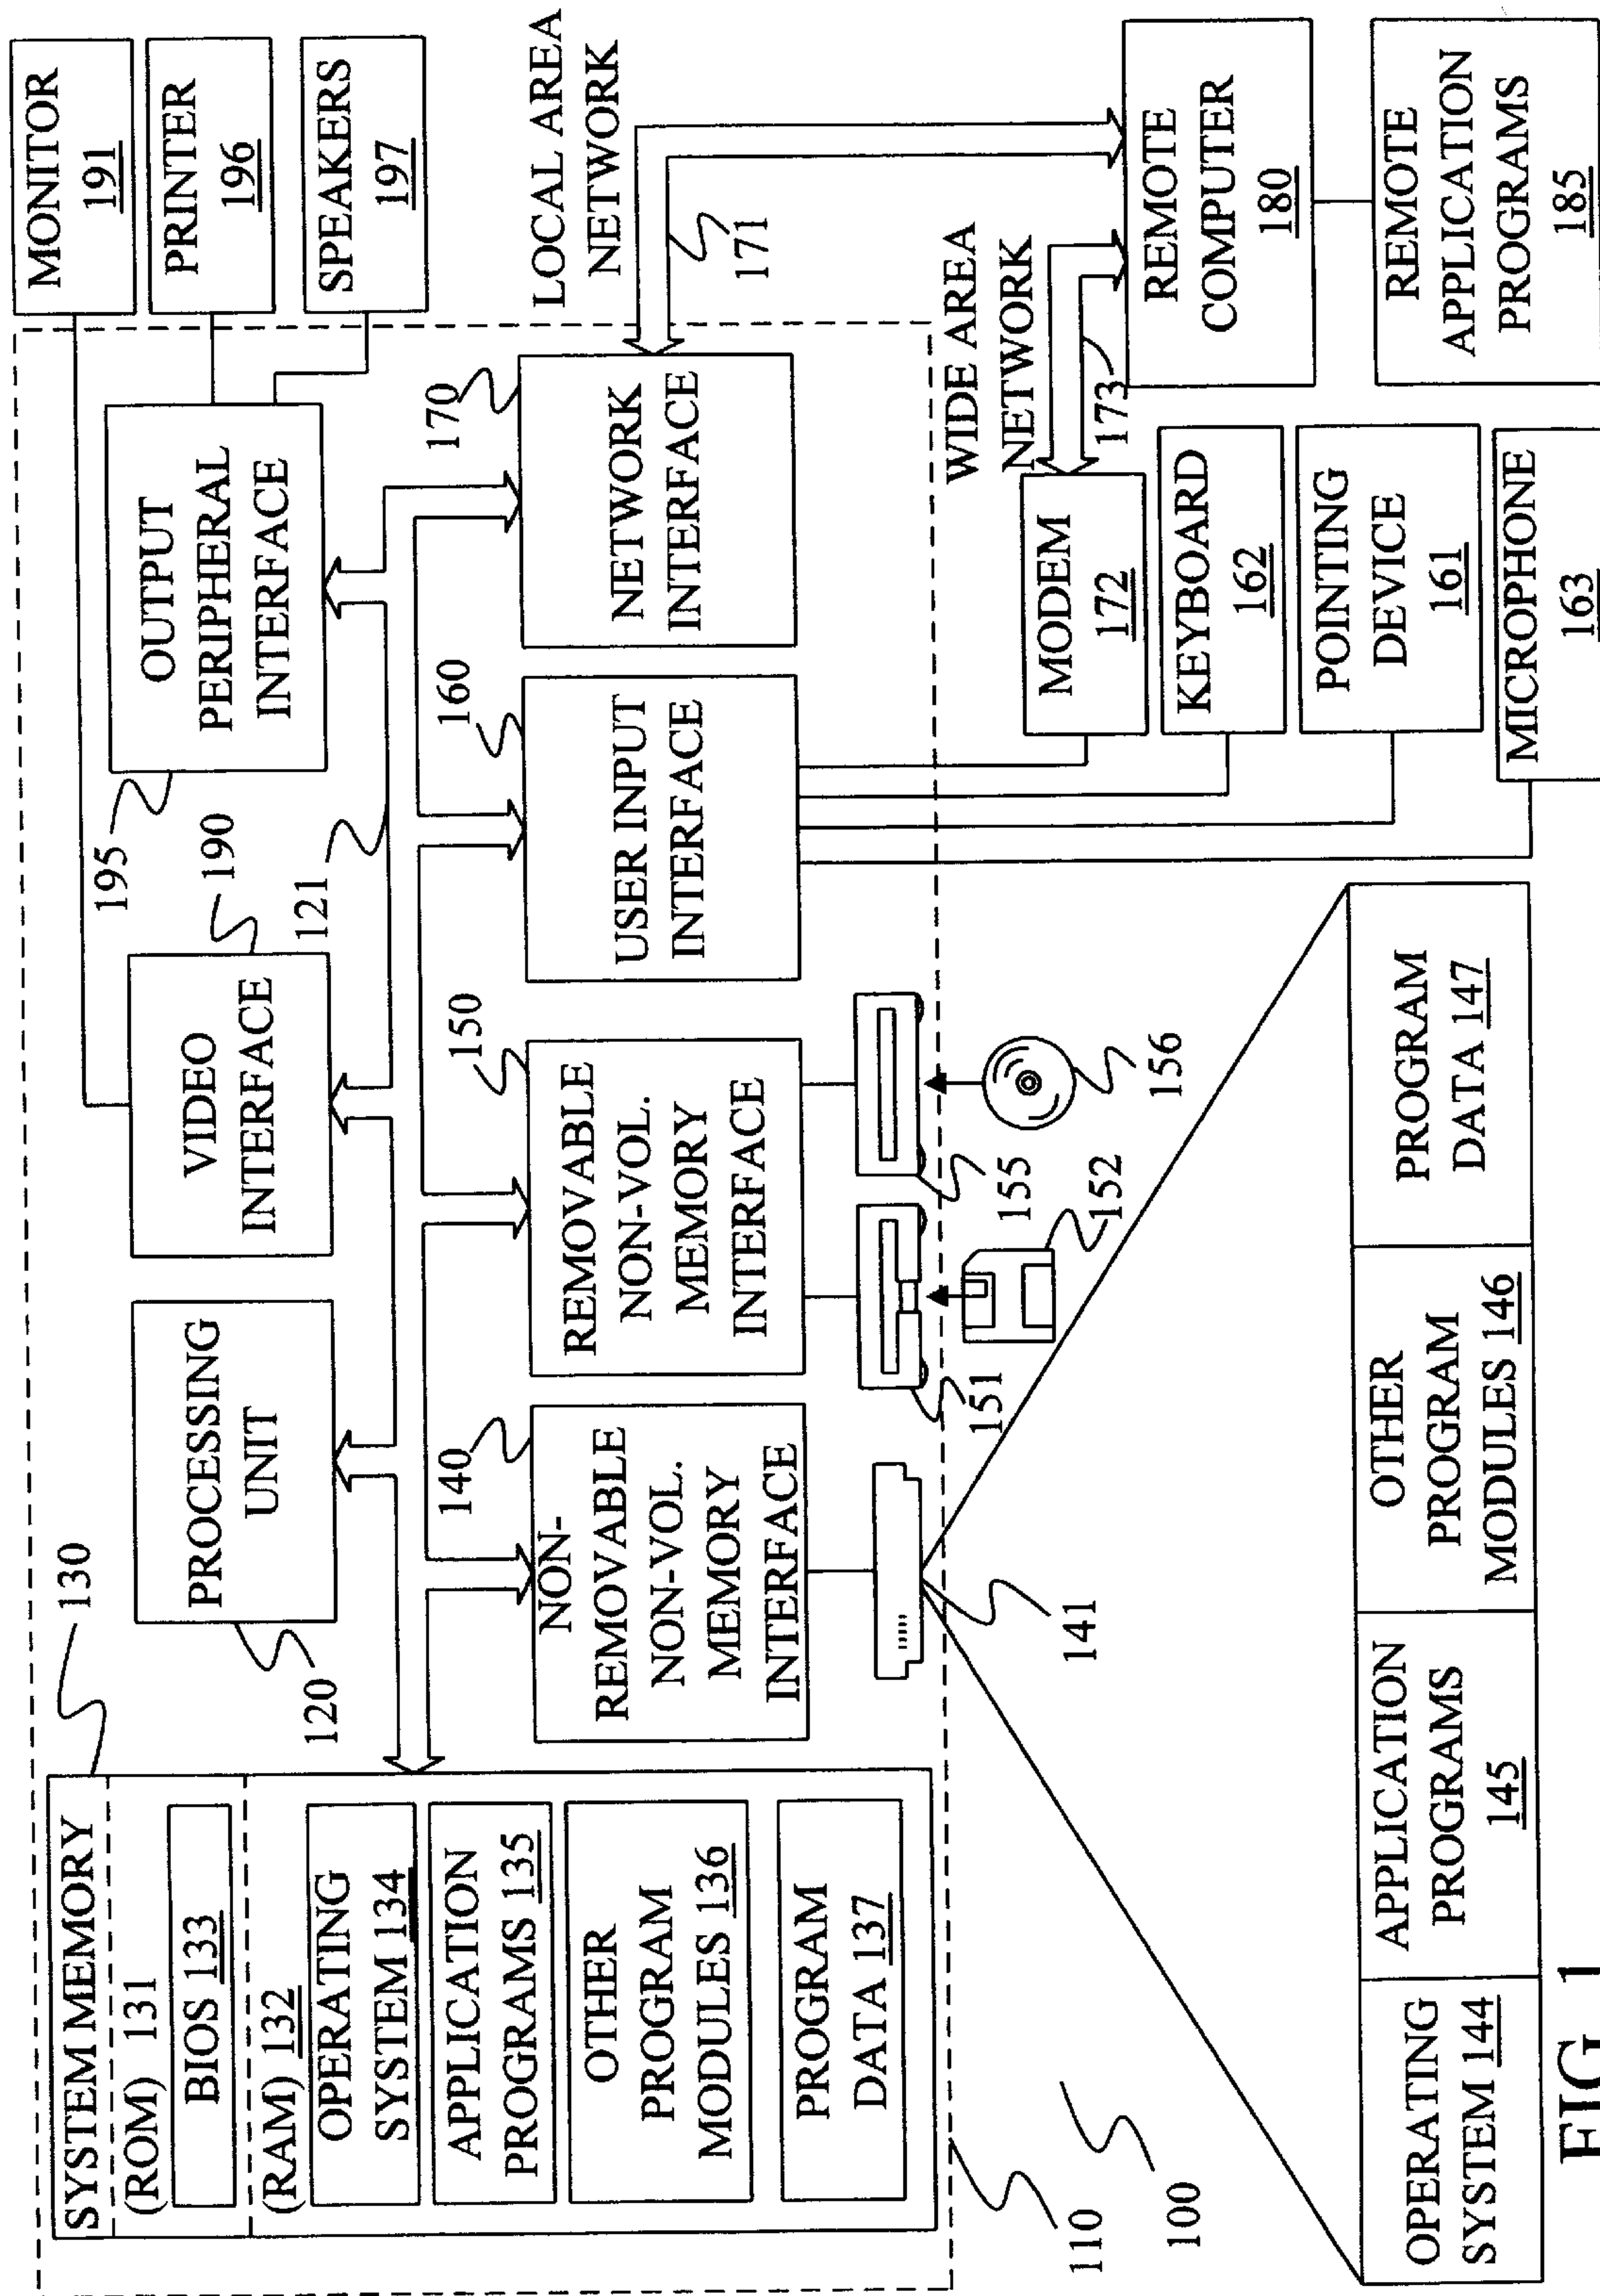 SYSTEM MEMORY
(ROM) 131
BIOS 133
(RAM) 132
OPERATING
SYSTEM 134
APPLICATION
PROGRAMS 135
OTHER
PROGRAM
MODULES 136
PROGRAM
DATA 137
130
120
PROCESSING
UNIT
VIDEO
INTERFACE
190
121
195
OUTPUT
PERIPHERAL
INTERFACE
MONITOR
191
PRINTER
196
SPEAKERS
197
140
NON-
REMOVABLE
NON-VOL.
MEMORY
INTERFACE
150
REMOVABLE
NON-VOL.
MEMORY
INTERFACE
160
USER INPUT
INTERFACE
170
NETWORK
INTERFACE
LOCAL AREA
NETWORK
171
WIDE AREA
NETWORK
173
141
151
152
155
156
MODEM
172
KEYBOARD
162
POINTING
DEVICE
161
MICROPHONE
163
REMOTE
COMPUTER
180
REMOTE
APPLICATION
PROGRAMS
185
110
100
OPERATING
SYSTEM 144
APPLICATION
PROGRAMS
145
OTHER
PROGRAM
MODULES 146
PROGRAM
DATA 147
FIG. 1